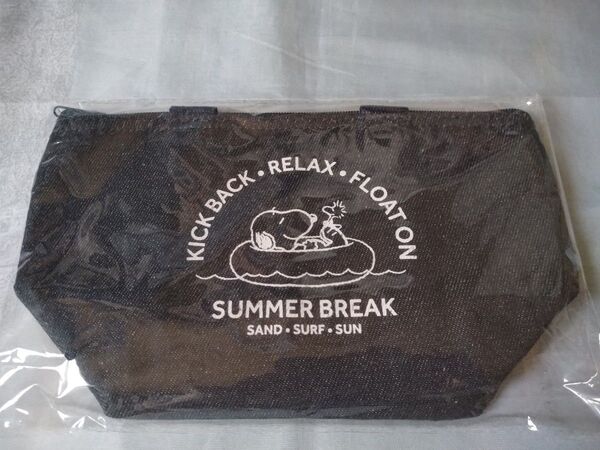 KICK BACK • RELAX • FLOAT ON
SUMMER BREAK
SAND • SURF • SUN